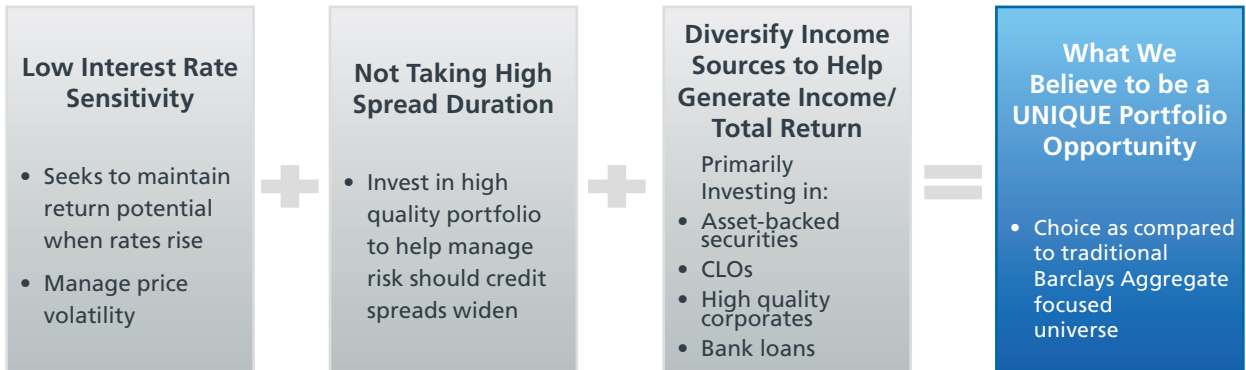 Low Interest Rate
Sensitivity
• Seeks to maintain
return potential
when rates rise
• Manage price
volatility
Not Taking High
Spread Duration
• Invest in high
quality portfolio
to help manage
risk should credit
spreads widen
Diversify Income
Sources to Help
Generate Income/
Total Return
Primarily
Investing in:
• Asset-backed
securities
• CLOs
• High quality
corporates
• Bank loans
What We
Believe to be a
UNIQUE Portfolio
Opportunity
• Choice as compared
to traditional
Barclays Aggregate
focused
universe